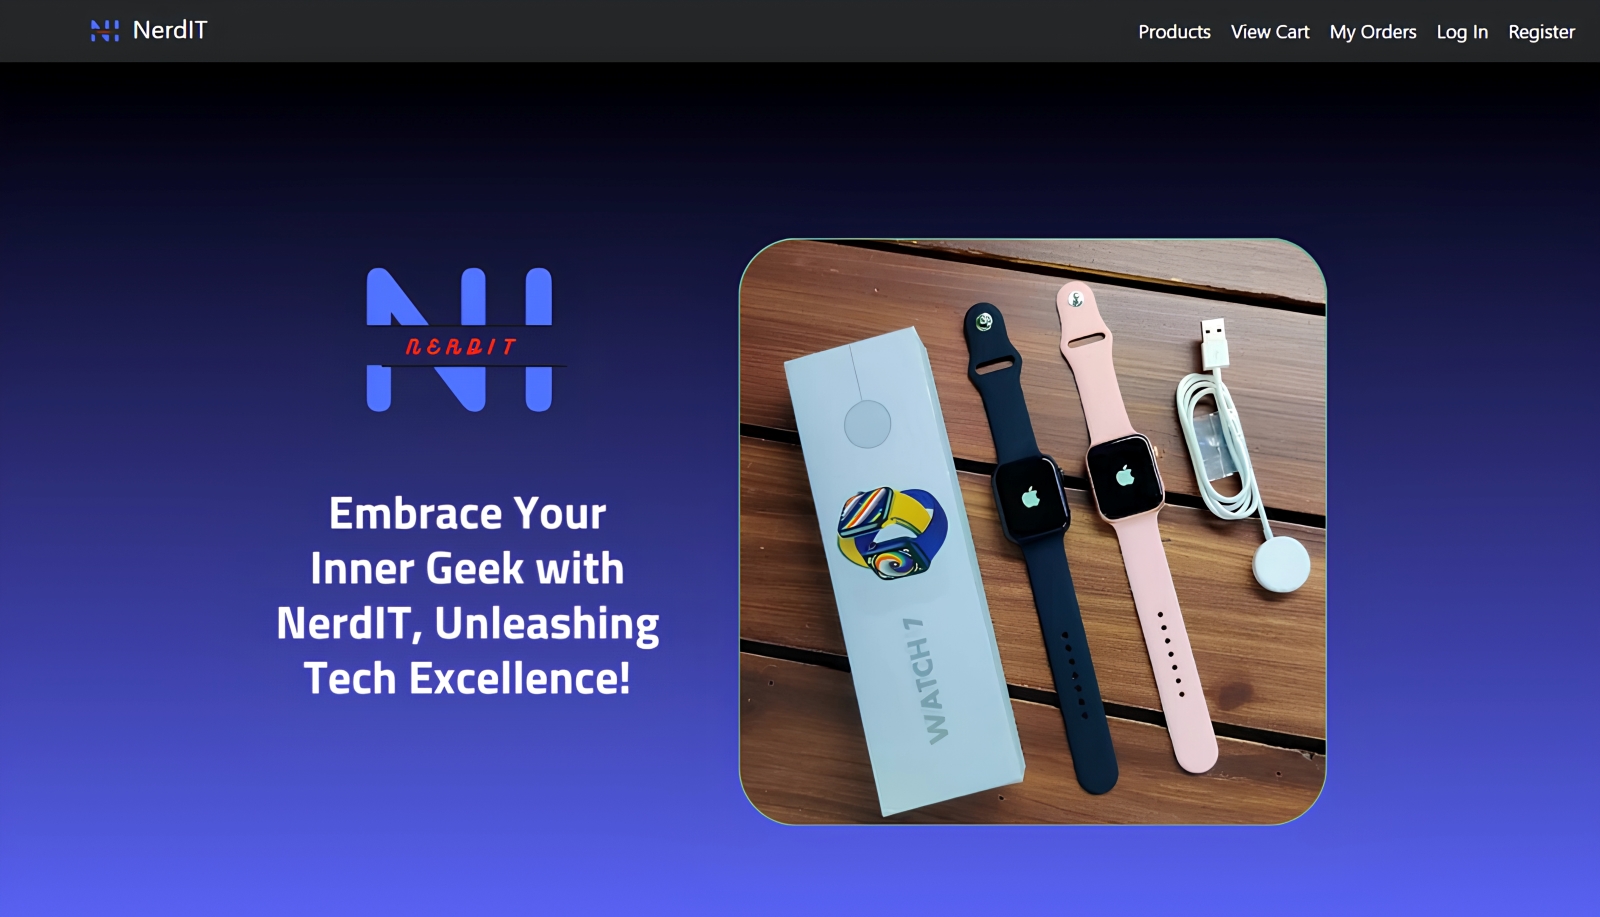 NerdIT
Products View Cart My Orders Log In Register
NERDIT
Embrace Your
Inner Geek with
NerdIT, Unleashing
Tech Excellence!
WATCH 7